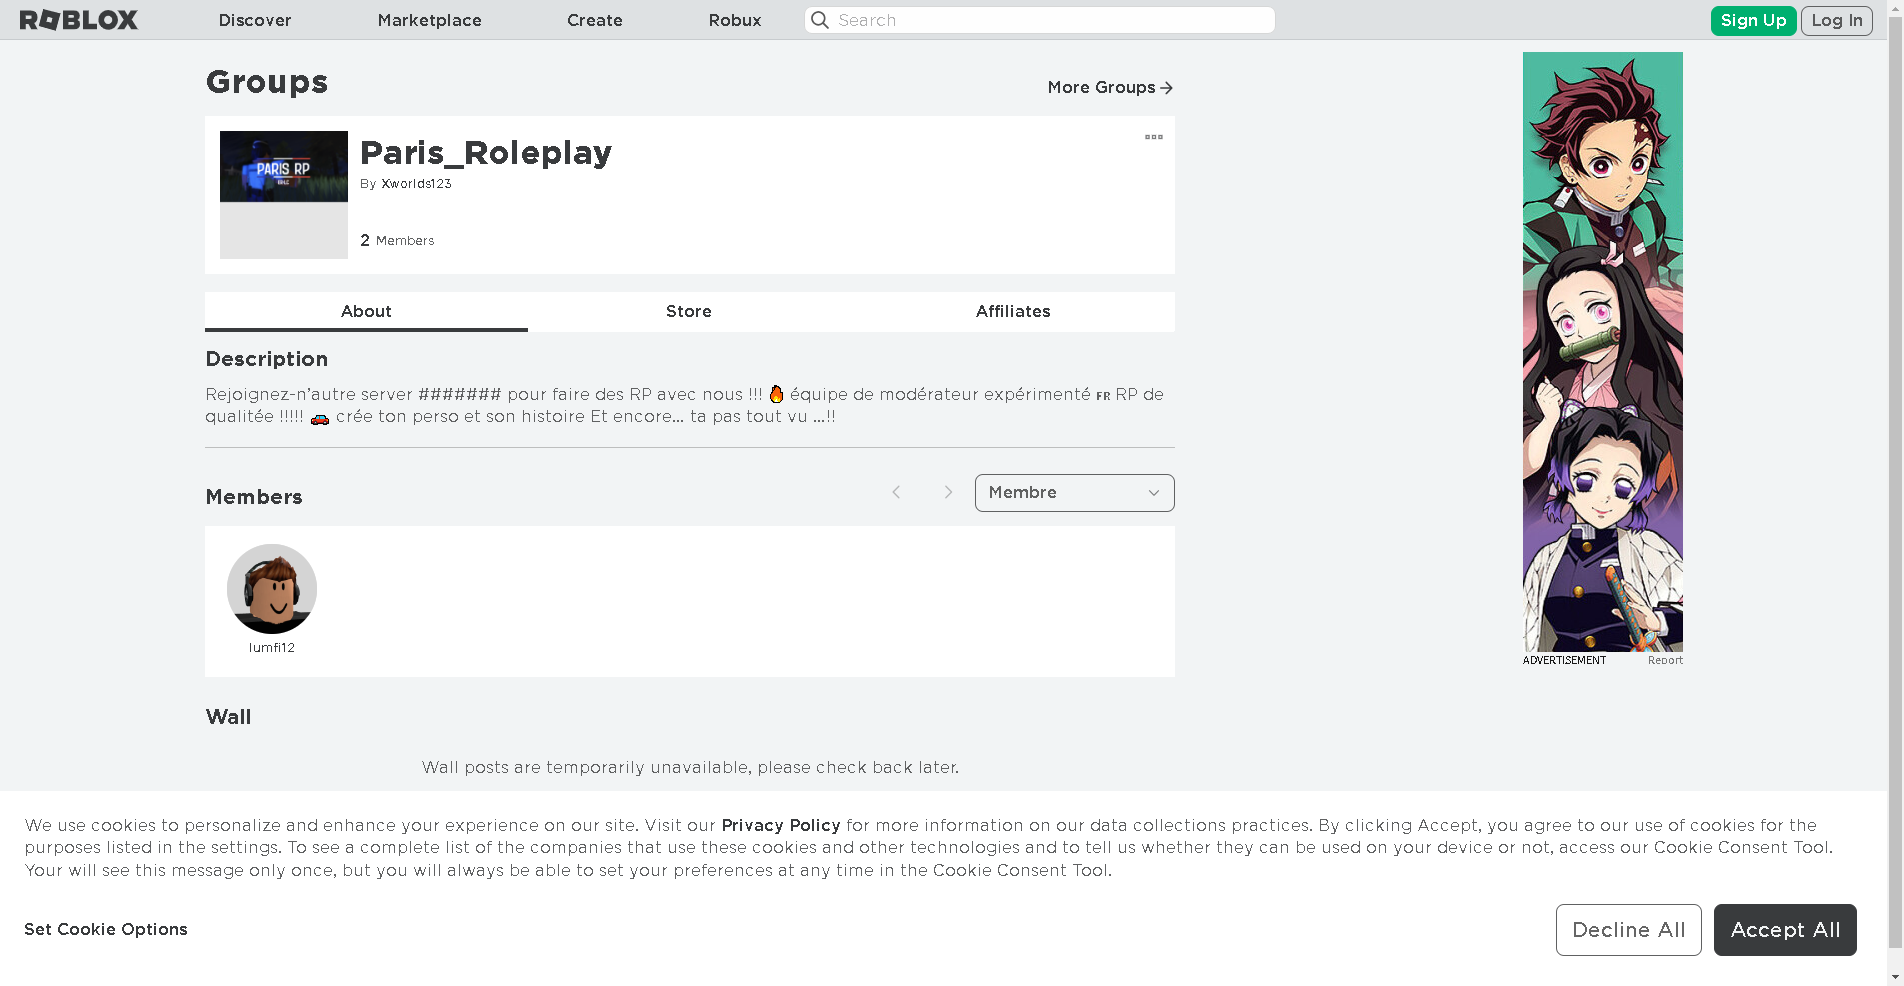 ROBLOX
Discover
Marketplace
Create
Robux
Search
Sign Up
Log In
Groups
More Groups
PARIS RP
Paris_Roleplay
By Xworlds123
2 Members
About
Store
Affiliates
Description
Rejoignez-n'autre server ####### pour faire des RP avec nous !!! 🔥 équipe de modérateur expérimenté FR RP de
qualitée !!!!! 🚗 crée ton perso et son histoire Et encore... ta pas tout vu ...!!
Members
Membre
lumfi12
ADVERTISEMENT
Report
Wall
Wall posts are temporarily unavailable, please check back later.
We use cookies to personalize and enhance your experience on our site. Visit our Privacy Policy for more information on our data collections practices. By clicking Accept, you agree to our use of cookies for the
purposes listed in the settings. To see a complete list of the companies that use these cookies and other technologies and to tell us whether they can be used on your device or not, access our Cookie Consent Tool.
Your will see this message only once, but you will always be able to set your preferences at any time in the Cookie Consent Tool.
Set Cookie Options
Decline All
Accept All